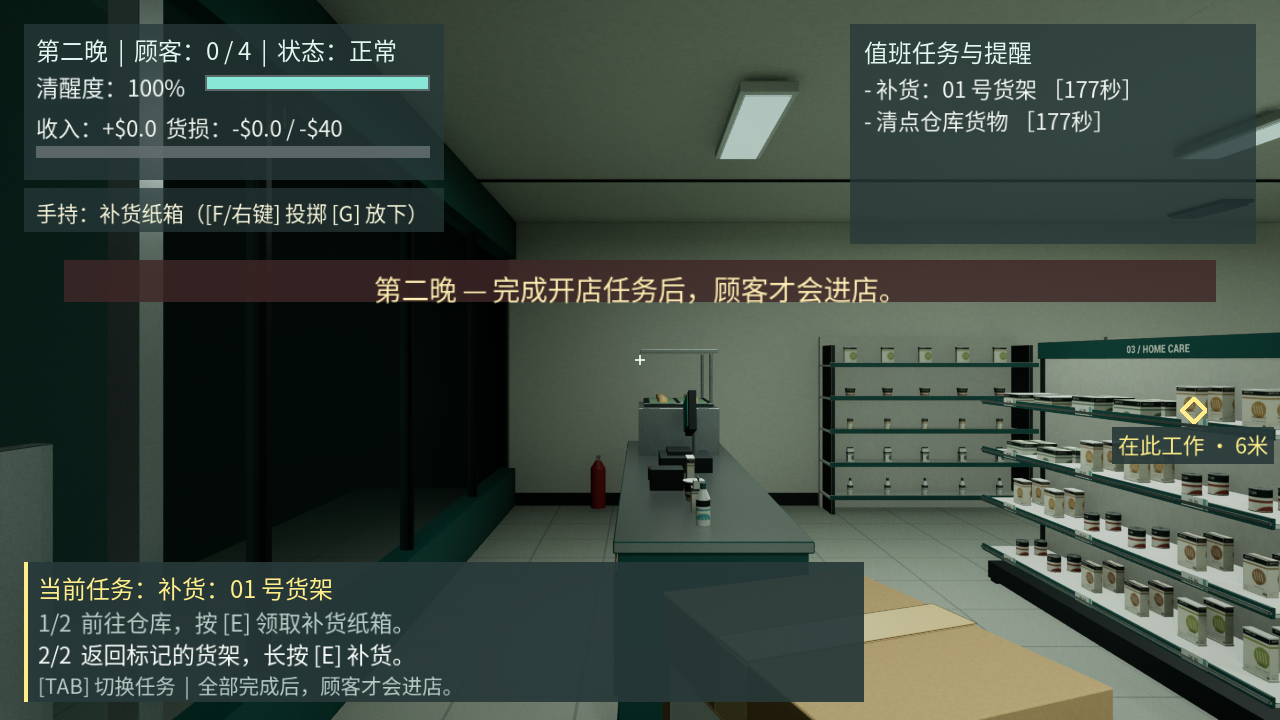 第二晚 | 顾客：0 / 4 | 状态：正常
清醒度：100%
收入：+$0.0 货损：-$0.0 / -$40
手持：补货纸箱（[F/右键] 投掷 [G] 放下）
值班任务与提醒
- 补货：01 号货架 [177秒]
- 清点仓库货物 [177秒]
第二晚 — 完成开店任务后，顾客才会进店。
03 / HOME CARE
在此工作 · 6米
当前任务：补货：01 号货架
1/2 前往仓库，按 [E] 领取补货纸箱。
2/2 返回标记的货架，长按 [E] 补货。
[TAB] 切换任务 | 全部完成后，顾客才会进店。